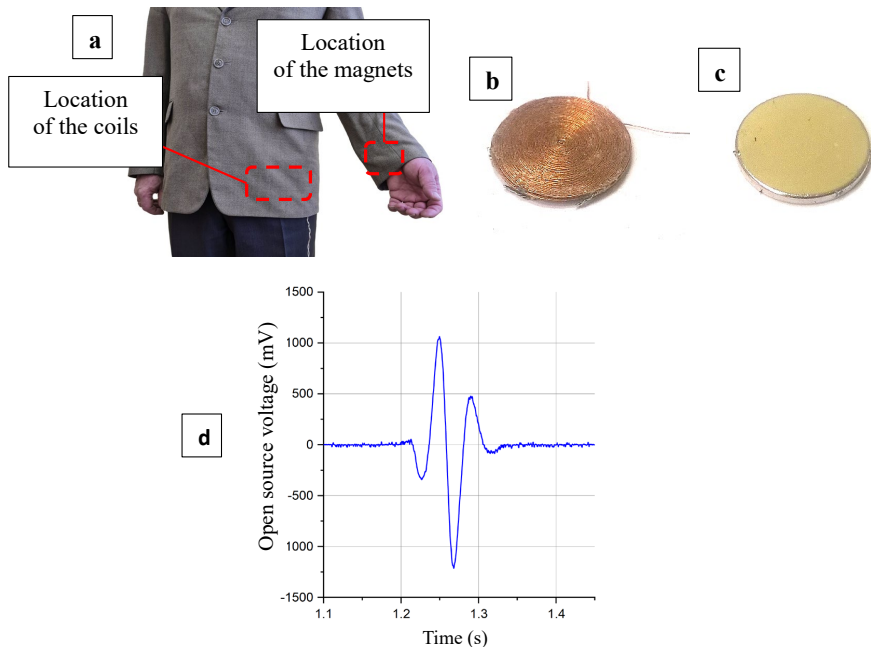 a
Location
of the magnets
Location
of the coils
b
c
d
Open source voltage (mV)
1500
1000
500
0
-500
1000
-1500
1.1
1.2
1.3
1.4
Time (s)